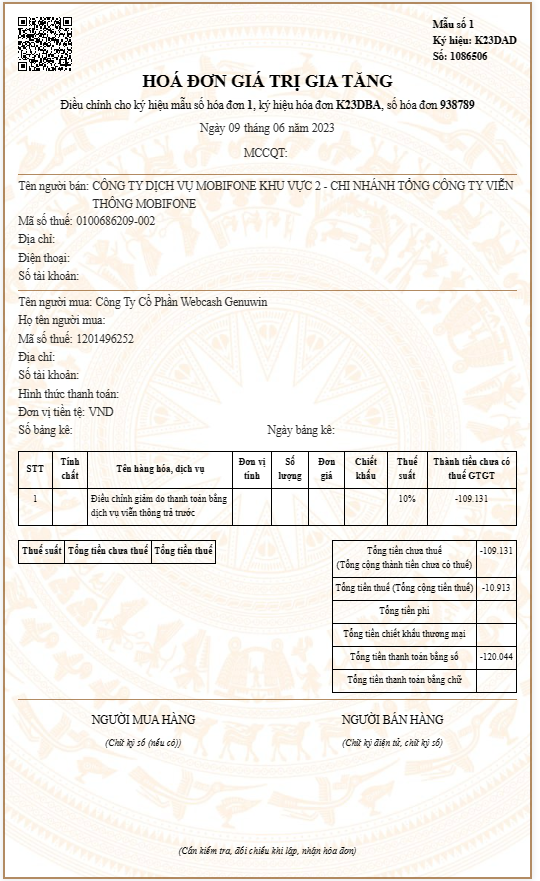 Mẫu số 1
Ký hiệu: K23DAD
Số: 1086506
HOÁ ĐƠN GIÁ TRỊ GIA TĂNG
Điều chỉnh cho ký hiệu mẫu số hóa đơn 1, ký hiệu hóa đơn K23DBA, số hóa đơn 938789
Ngày 09 tháng 06 năm 2023
MCCQT:
Tên người bán: CÔNG TY DỊCH VỤ MOBIFONE KHU VỰC 2 - CHI NHÁNH TỔNG CÔNG TY VIỄN
THÔNG MOBIFONE
Mã số thuế: 0100686209-002
Địa chỉ:
Điện thoại:
Số tài khoản:
Tên người mua: Công Ty Cổ Phần Webcash Genuwin
Họ tên người mua:
Mã số thuế: 1201496252
Địa chỉ:
Số tài khoản:
Hình thức thanh toán:
Đơn vị tiền tệ: VND
Số bảng kê: Ngày bảng kê:
STT Tính chất Tên hàng hóa, dịch vụ Đơn vị tính Số lượng Đơn giá Chiết khấu Thuế suất Thành tiền chưa có thuế GTGT
1 Điều chỉnh giảm do thanh toán bằng 10% -109.131
dịch vụ viễn thông trả trước
Thuế suất Tổng tiền chưa thuế Tổng tiền thuế
Tổng tiền chưa thuế -109.131
(Tổng cộng thành tiền chưa có thuế)
Tổng tiền thuế (Tổng cộng tiền thuế) -10.913
Tổng tiền phí
Tổng tiền chiết khấu thương mại
Tổng tiền thanh toán bằng số -120.044
Tổng tiền thanh toán bằng chữ
NGƯỜI MUA HÀNG NGƯỜI BÁN HÀNG
(Chữ ký số (nếu có)) (Chữ ký điện tử, chữ ký số)
(Cần kiểm tra, đối chiếu khi lập, nhận hóa đơn)